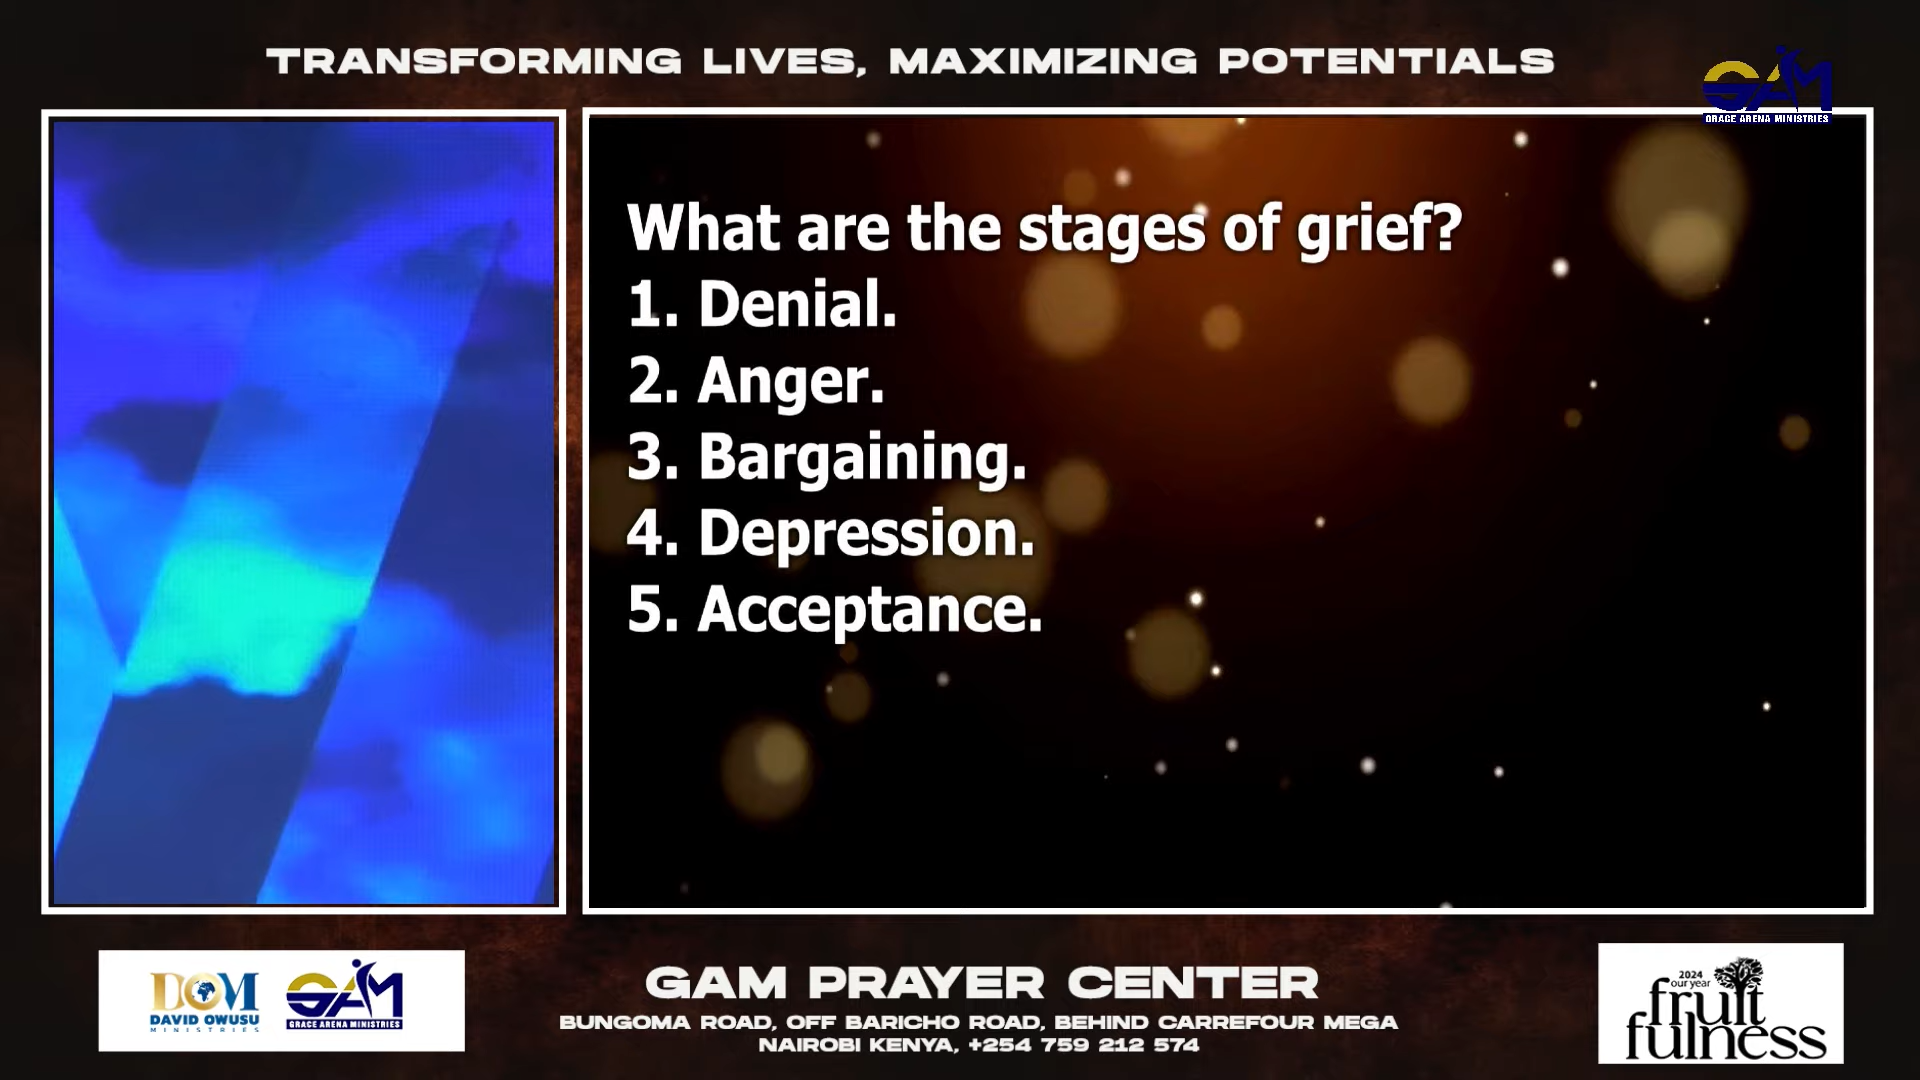 TRANSFORMING LIVES, MAXIMIZING POTENTIALS
GAM
GRACE ARENA MINISTRIES
What are the stages of grief?
1. Denial.
2. Anger.
3. Bargaining.
4. Depression.
5. Acceptance.
DOM
DAVID OWUSU
MINISTRIES
GAM
GRACE ARENA MINISTRIES
GAM PRAYER CENTER
BUNGOMA ROAD, OFF BARICHO ROAD, BEHIND CARREFOUR MEGA
NAIROBI KENYA, +254 759 212 574
2024
our year
fruit
fulness